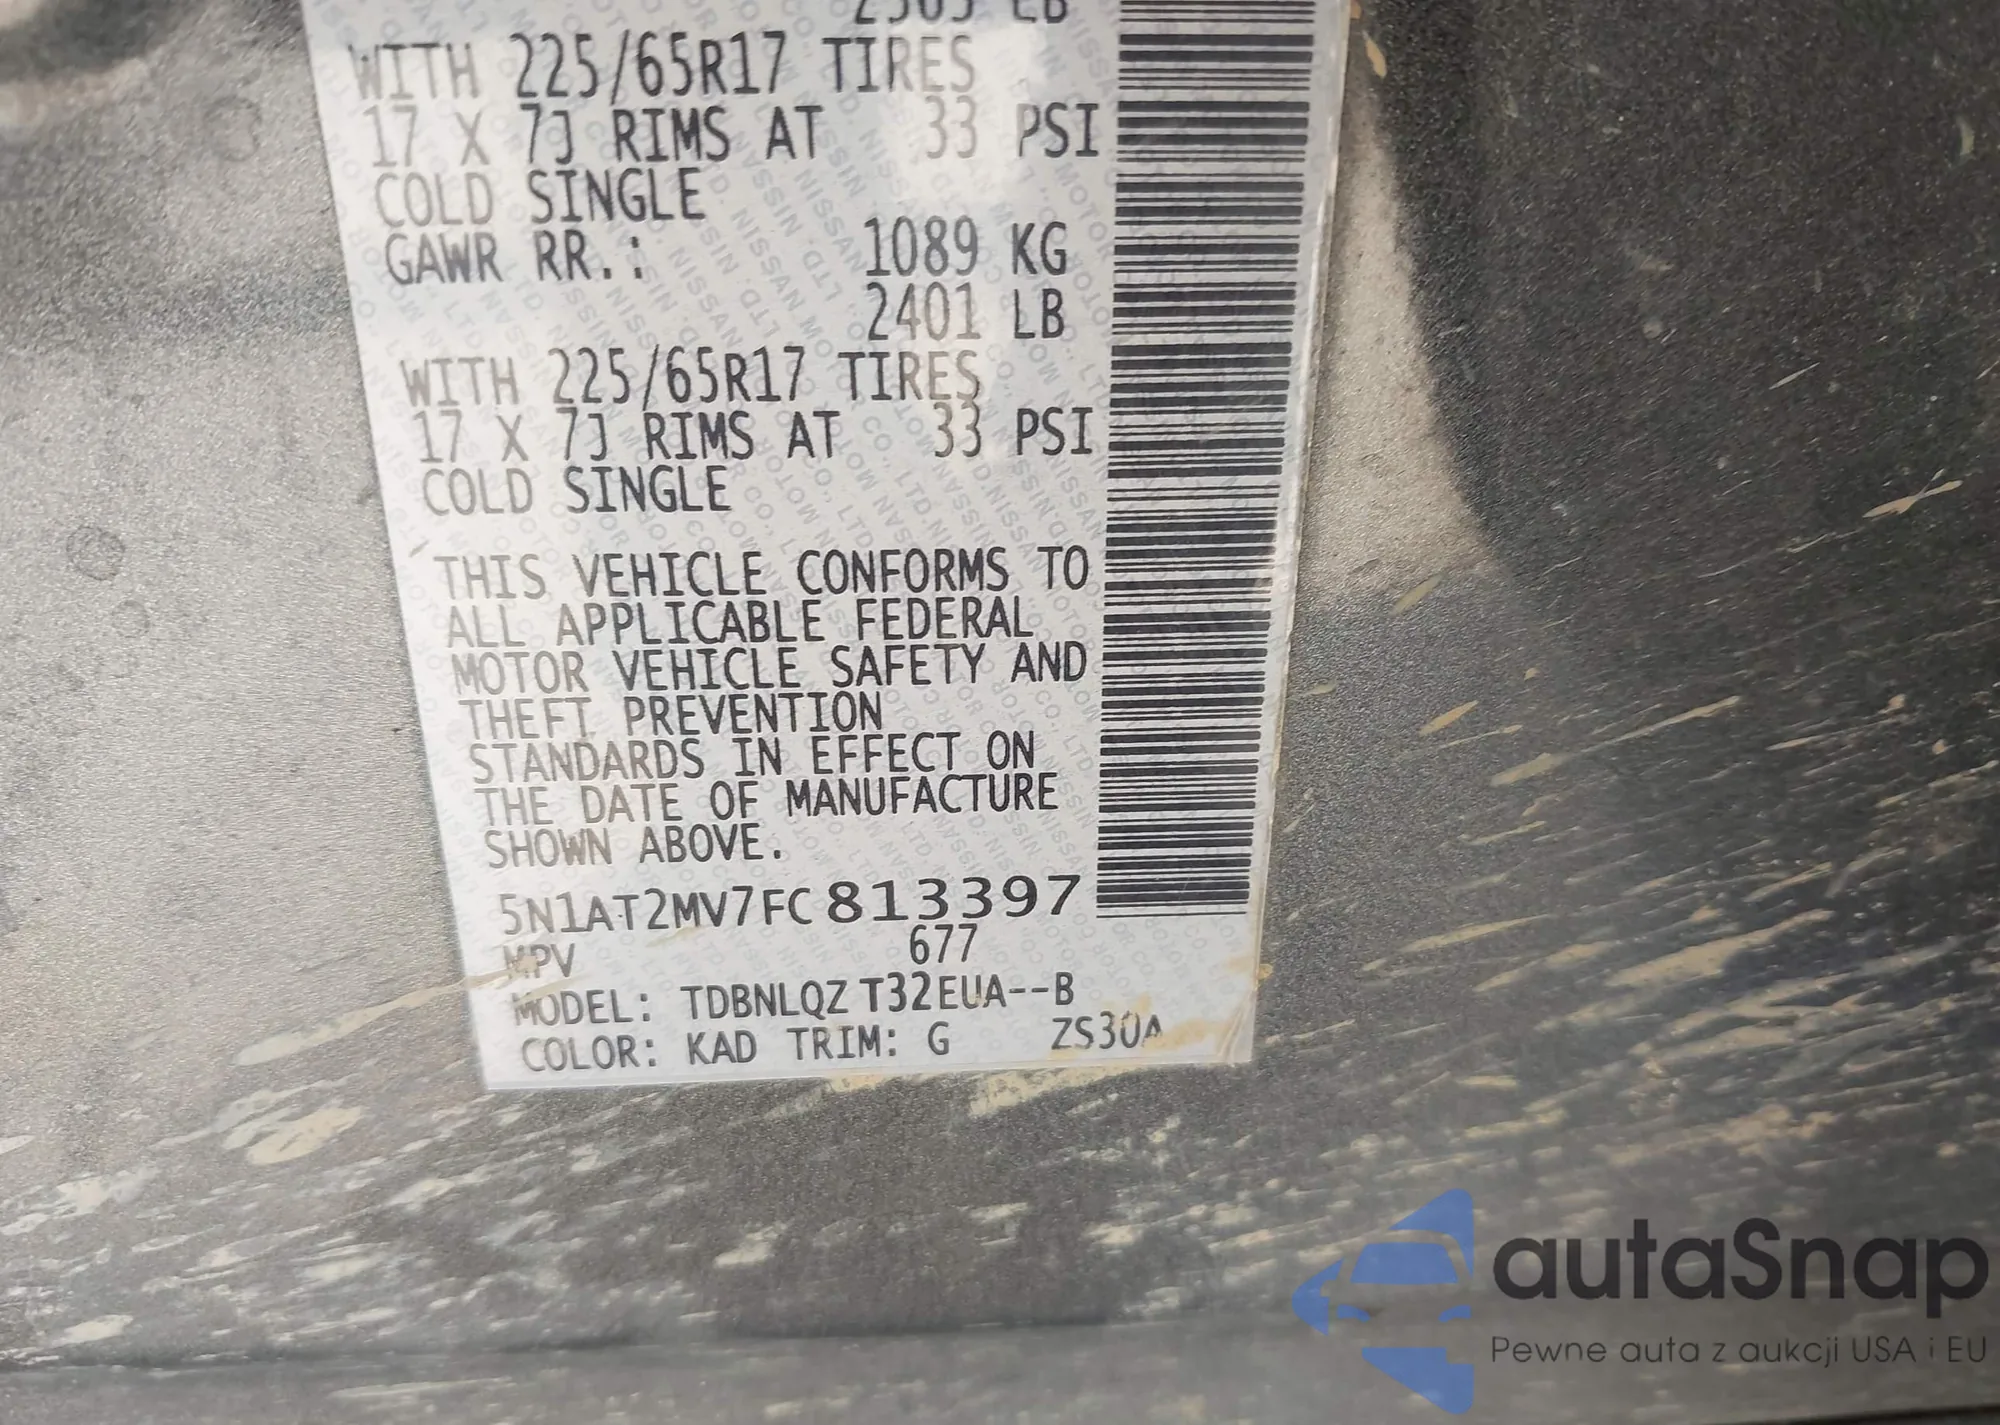 LB
WITH 225/65R17 TIRES
17 X 7J RIMS AT 33 PSI
COLD SINGLE
GAWR RR.: 1089 KG
2401 LB
WITH 225/65R17 TIRES
17 X 7J RIMS AT 33 PSI
COLD SINGLE
THIS VEHICLE CONFORMS TO
ALL APPLICABLE FEDERAL
MOTOR VEHICLE SAFETY AND
THEFT PREVENTION
STANDARDS IN EFFECT ON
THE DATE OF MANUFACTURE
SHOWN ABOVE.
5N1AT2MV7FC813397
MPV 677
MODEL: TDBNLQZ T32EUA--B
COLOR: KAD TRIM: G ZS30A
autaSnap
Pewne auta z aukcji USA i EU